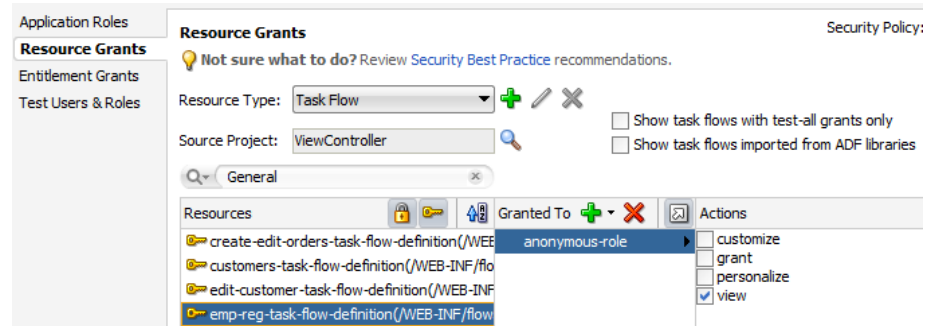 Application Roles
Resource Grants
Entitlement Grants
Test Users & Roles
Resource Grants
Security Policy:
Not sure what to do? Review Security Best Practice recommendations.
Resource Type: Task Flow
Show task flows with test-all grants only
Source Project: ViewController
Show task flows imported from ADF libraries
General
Resources Granted To Actions
create-edit-orders-task-flow-definition(/WEB
customers-task-flow-definition(/WEB-INF/flo
edit-customer-task-flow-definition(/WEB-INF
emp-reg-task-flow-definition(/WEB-INF/flow
anonymous-role
customize
grant
personalize
view